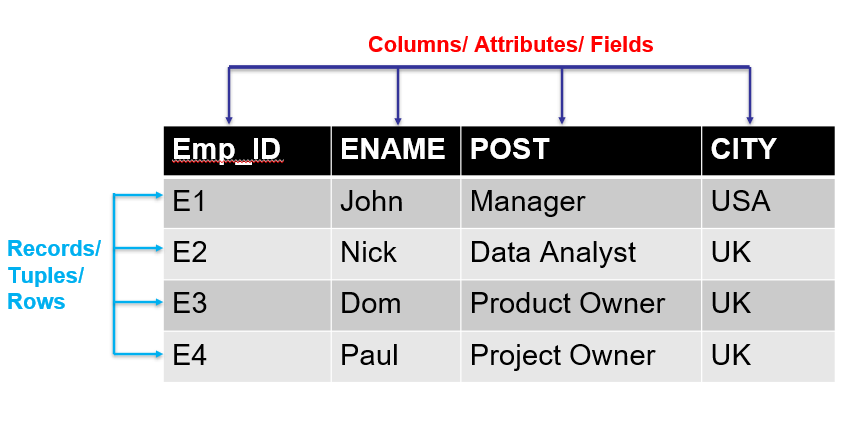 Columns/ Attributes/ Fields
Emp_ID ENAME POST CITY
E1 John Manager USA
Records/
Tuples/
Rows
E2 Nick Data Analyst UK
E3 Dom Product Owner UK
E4 Paul Project Owner UK